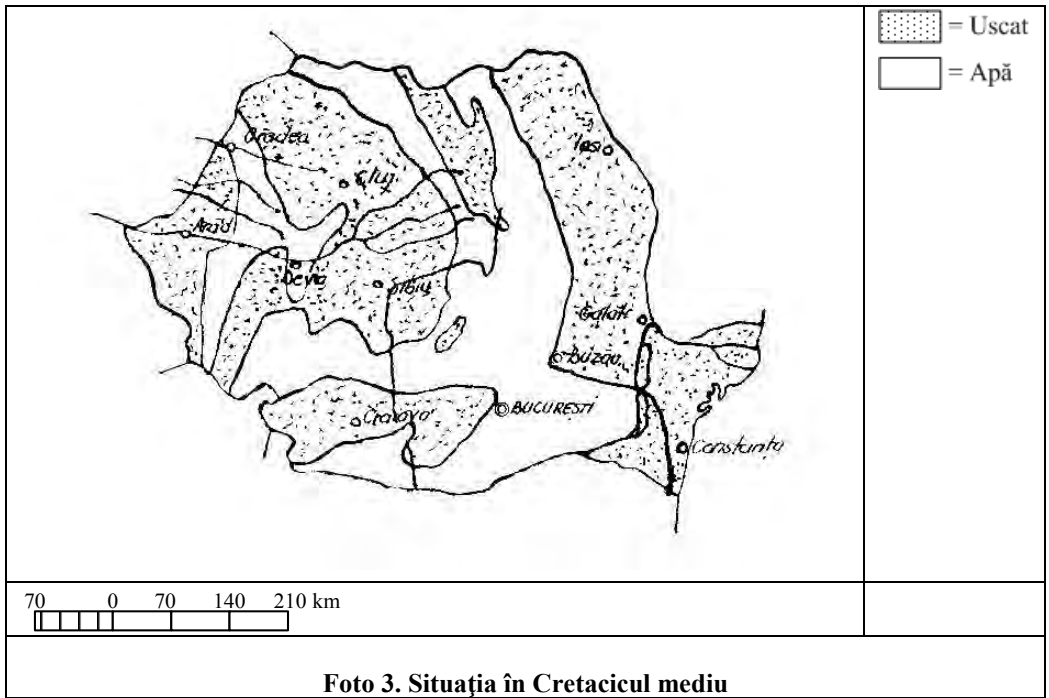 = Uscat
= Apă
Oradea
Iasi
Cluj
Arad
Deva
Sibiu
Galati
Buzau
BUCURESTI
Craiova
Constanta
70 0 70 140 210 km
Foto 3. Situaţia în Cretacicul mediu